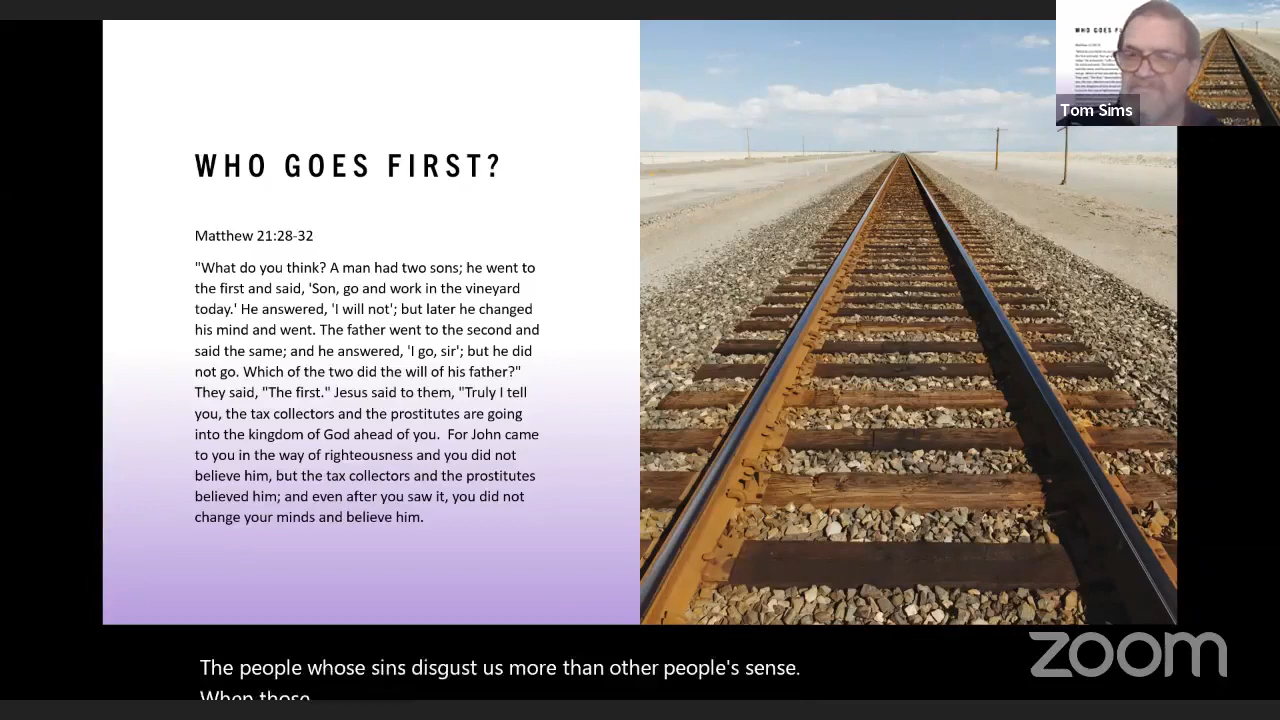 WHO GOES FIRST?
Matthew 21:28-32
"What do you think? A man had two sons; he went to
the first and said, 'Son, go and work in the vineyard
today.' He answered, 'I will not'; but later he changed
his mind and went. The father went to the second and
said the same; and he answered, 'I go, sir'; but he did
not go. Which of the two did the will of his father?"
They said, "The first." Jesus said to them, "Truly I tell
you, the tax collectors and the prostitutes are going
into the kingdom of God ahead of you.  For John came
to you in the way of righteousness and you did not
believe him, but the tax collectors and the prostitutes
believed him; and even after you saw it, you did not
change your minds and believe him.
WHO GOES FI
Tom Sims
zoom
The people whose sins disgust us more than other people's sense.
When those